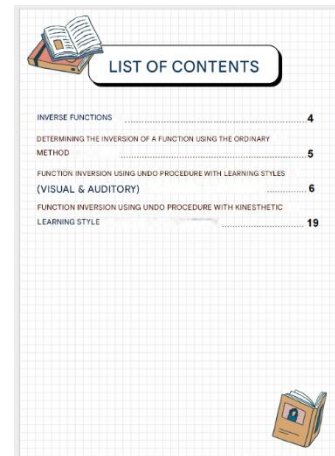 LIST OF CONTENTS
INVERSE FUNCTIONS ........................ 4
DETERMINING THE INVERSION OF A FUNCTION USING THE ORDINARY
METHOD ........................ 5
FUNCTION INVERSION USING UNDO PROCEDURE WITH LEARNING STYLES
(VISUAL & AUDITORY) ............ 6
FUNCTION INVERSION USING UNDO PROCEDURE WITH KINESTHETIC
LEARNING STYLE ........................ 19